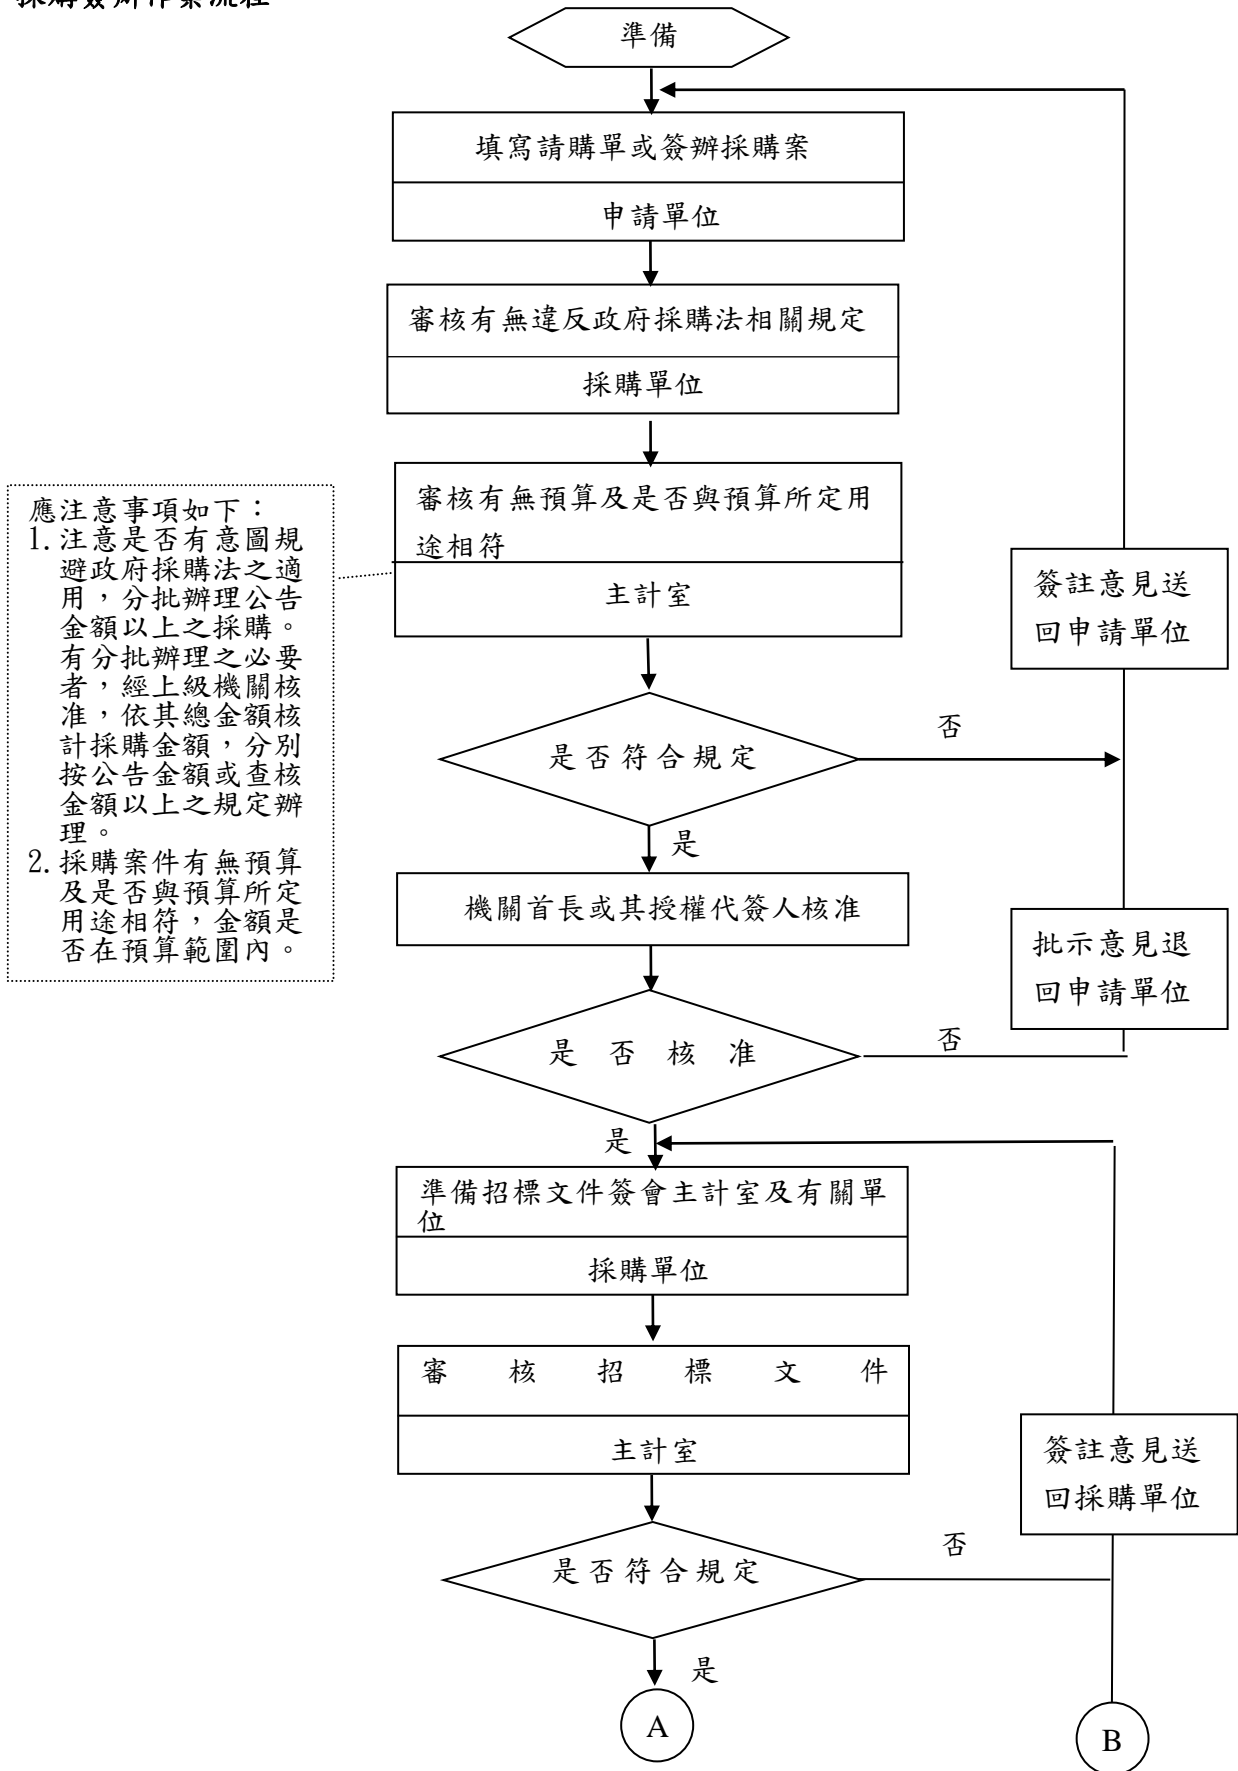 採購簽辦作業流程
準備
填寫請購單或簽辦採購案
申請單位
審核有無違反政府採購法相關規定
採購單位
審核有無預算及是否與預算所定用
途相符
主計室
應注意事項如下：
1.注意是否有意圖規
避政府採購法之適
用，分批辦理公告
金額以上之採購。
有分批辦理之必要
者，經上級機關核
准，依其總金額核
計採購金額，分別
按公告金額或查核
金額以上之規定辦
理。
2.採購案件有無預算
及是否與預算所定
用途相符，金額是
否在預算範圍內。
簽註意見送
回申請單位
是否符合規定
否
是
機關首長或其授權代簽人核准
批示意見退
回申請單位
是否核准
否
是
準備招標文件簽會主計室及有關單
位
採購單位
審核招標文件
主計室
簽註意見送
回採購單位
是否符合規定
否
是
A
B